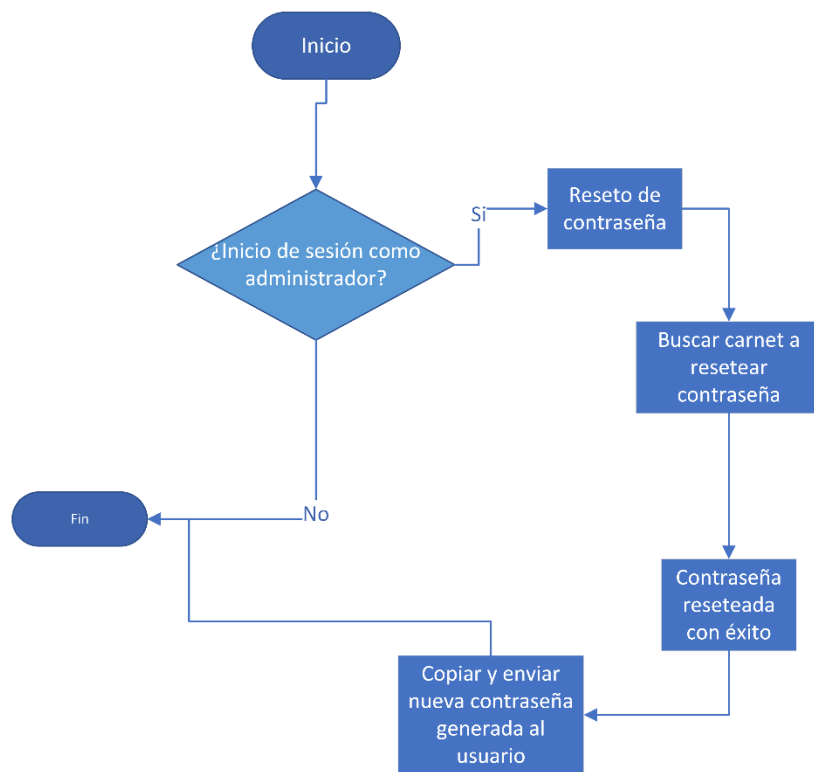 Inicio
¿Inicio de sesión como
administrador?
Si
Reseto de
contraseña
Buscar carnet a
resetear
contraseña
No
Fin
Contraseña
reseteada
con éxito
Copiar y enviar
nueva contraseña
generada al
usuario